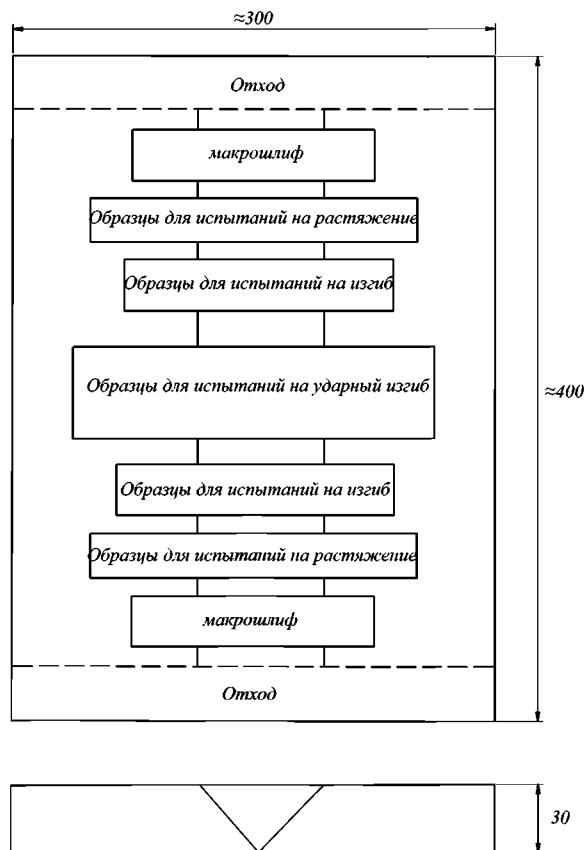 ≈300
Отход
макрошлиф
Образцы для испытаний на растяжение
Образцы для испытаний на изгиб
Образцы для испытаний на ударный изгиб
≈400
Образцы для испытаний на изгиб
Образцы для испытаний на растяжение
макрошлиф
Отход
30